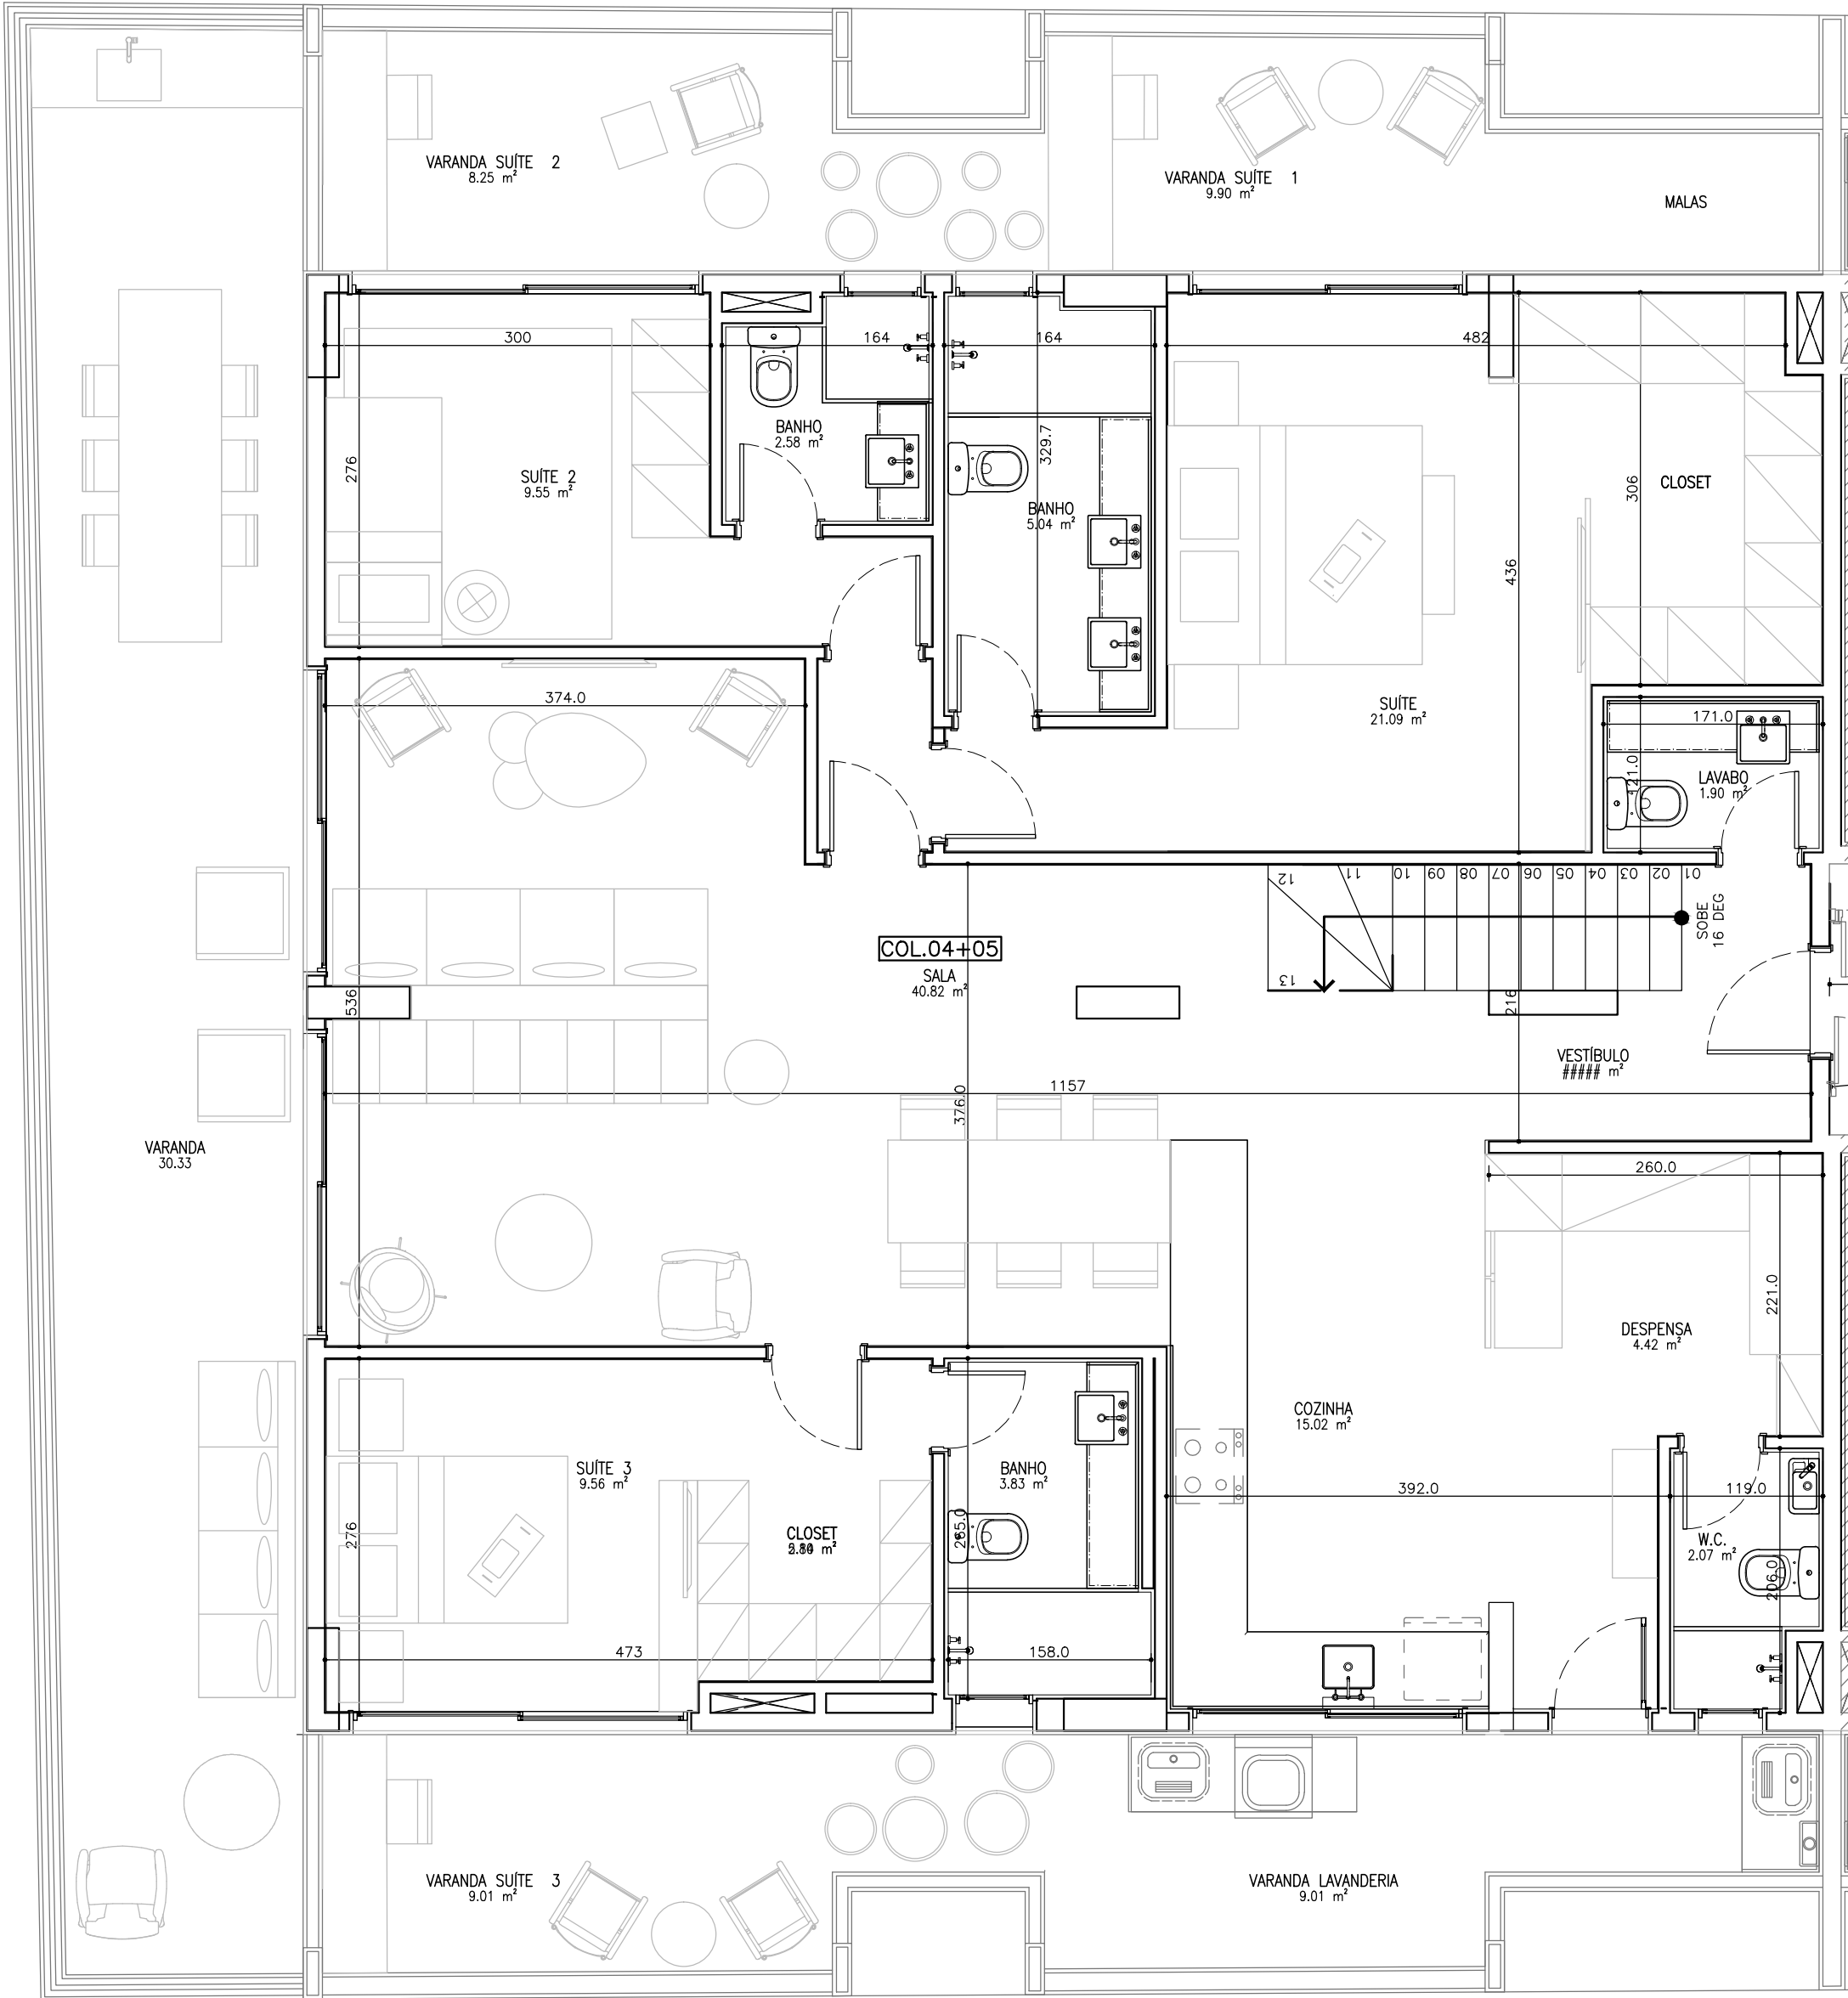 VARANDA SUÍTE 2
8.25 m²
VARANDA SUÍTE 1
9.90 m²
MALAS
300
164
164
482
276
SUÍTE 2
9.55 m²
BANHO
2.58 m²
329.7
BANHO
5.04 m²
306
CLOSET
436
374.0
SUÍTE
21.09 m²
171.0
LAVABO
1.90 m²
21.0
12
11
10
09
08
07
06
05
04
03
02
01
13
SOBE
16 DEG
COL.04+05
SALA
40.82 m²
536
216
VESTÍBULO
##### m²
1157
376.0
VARANDA
30.33
260.0
221.0
DESPENSA
4.42 m²
COZINHA
15.02 m²
SUÍTE 3
9.56 m²
BANHO
3.83 m²
392.0
119.0
276
CLOSET
m²
265.0
W.C.
2.07 m²
206.0
473
158.0
VARANDA SUÍTE 3
9.01 m²
VARANDA LAVANDERIA
9.01 m²